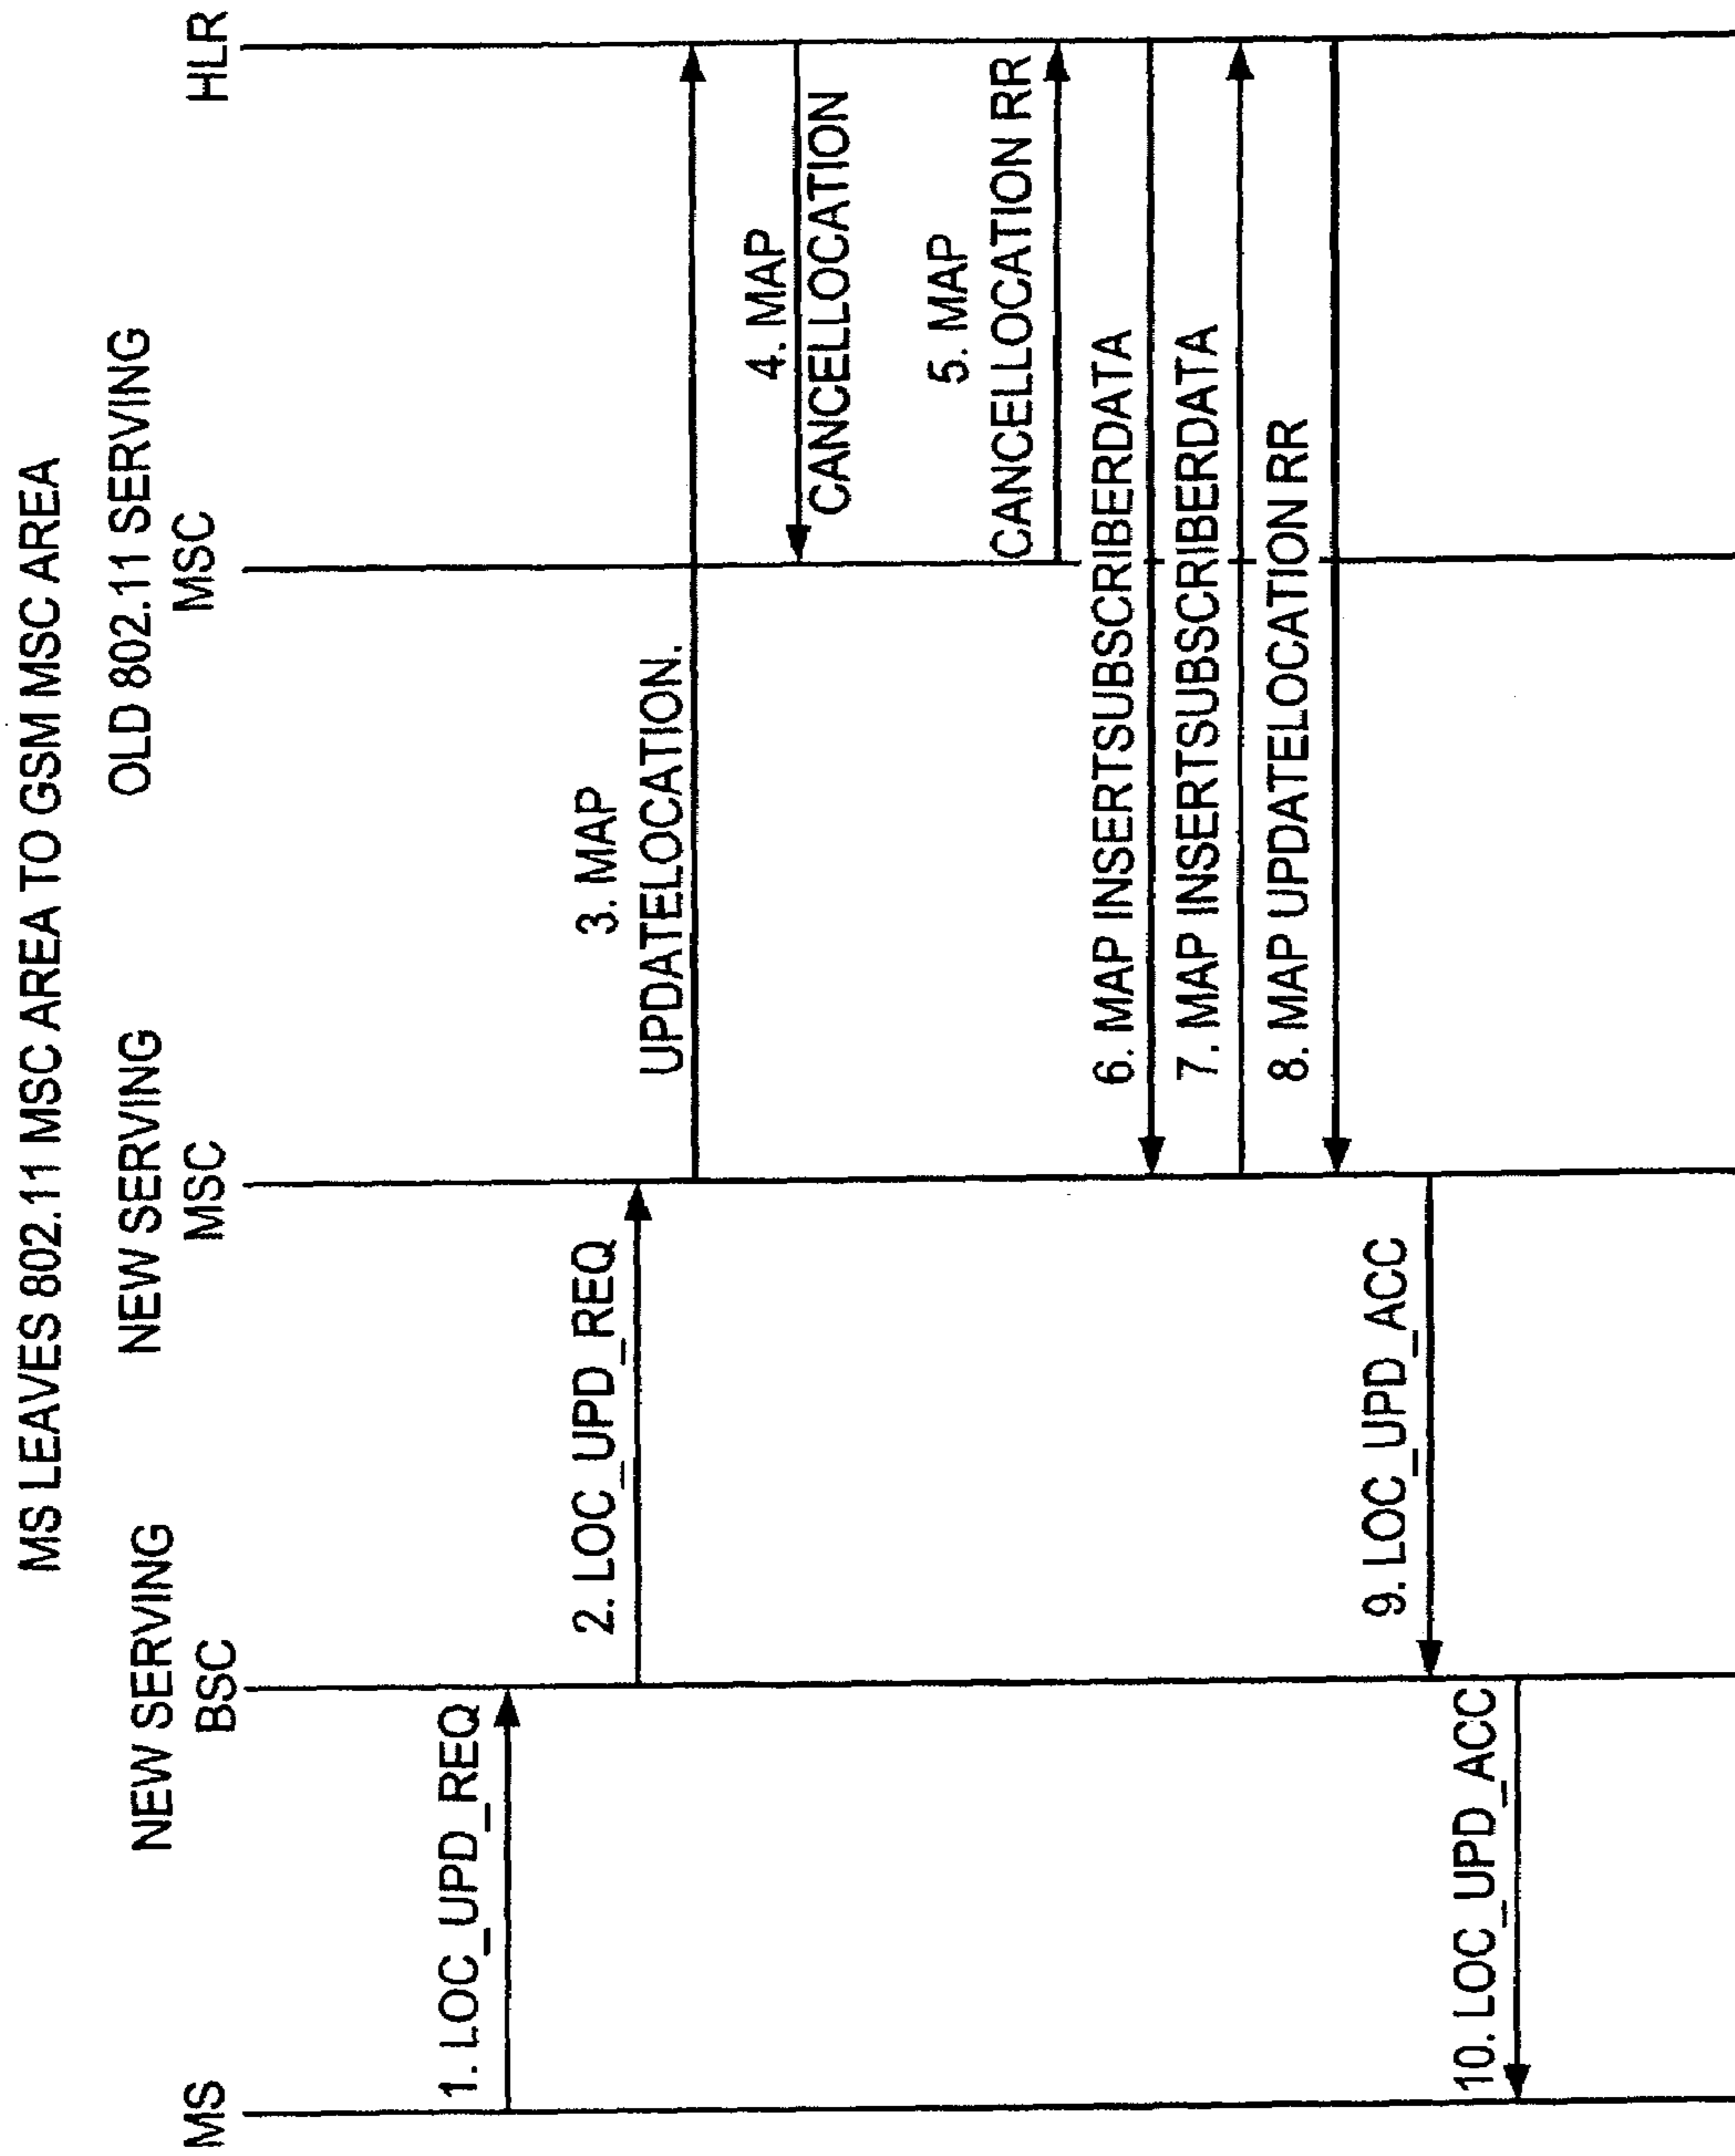 MS LEAVES 802.11 MSC AREA TO GSM MSC AREA
MS
NEW SERVING
BSC
NEW SERVING
MSC
OLD 802.11 SERVING
MSC
HLR
1. LOC_UPD_REQ
2. LOC_UPD_REQ
3. MAP
UPDATELOCATION.
4. MAP
CANCELLOCATION
5. MAP
CANCELLOCATION RR
6. MAP INSERTSUBSCRIBERDATA
7. MAP INSERTSUBSCRIBERDATA
8. MAP UPDATELOCATION RR
9. LOC_UPD_ACC
10. LOC_UPD_ACC